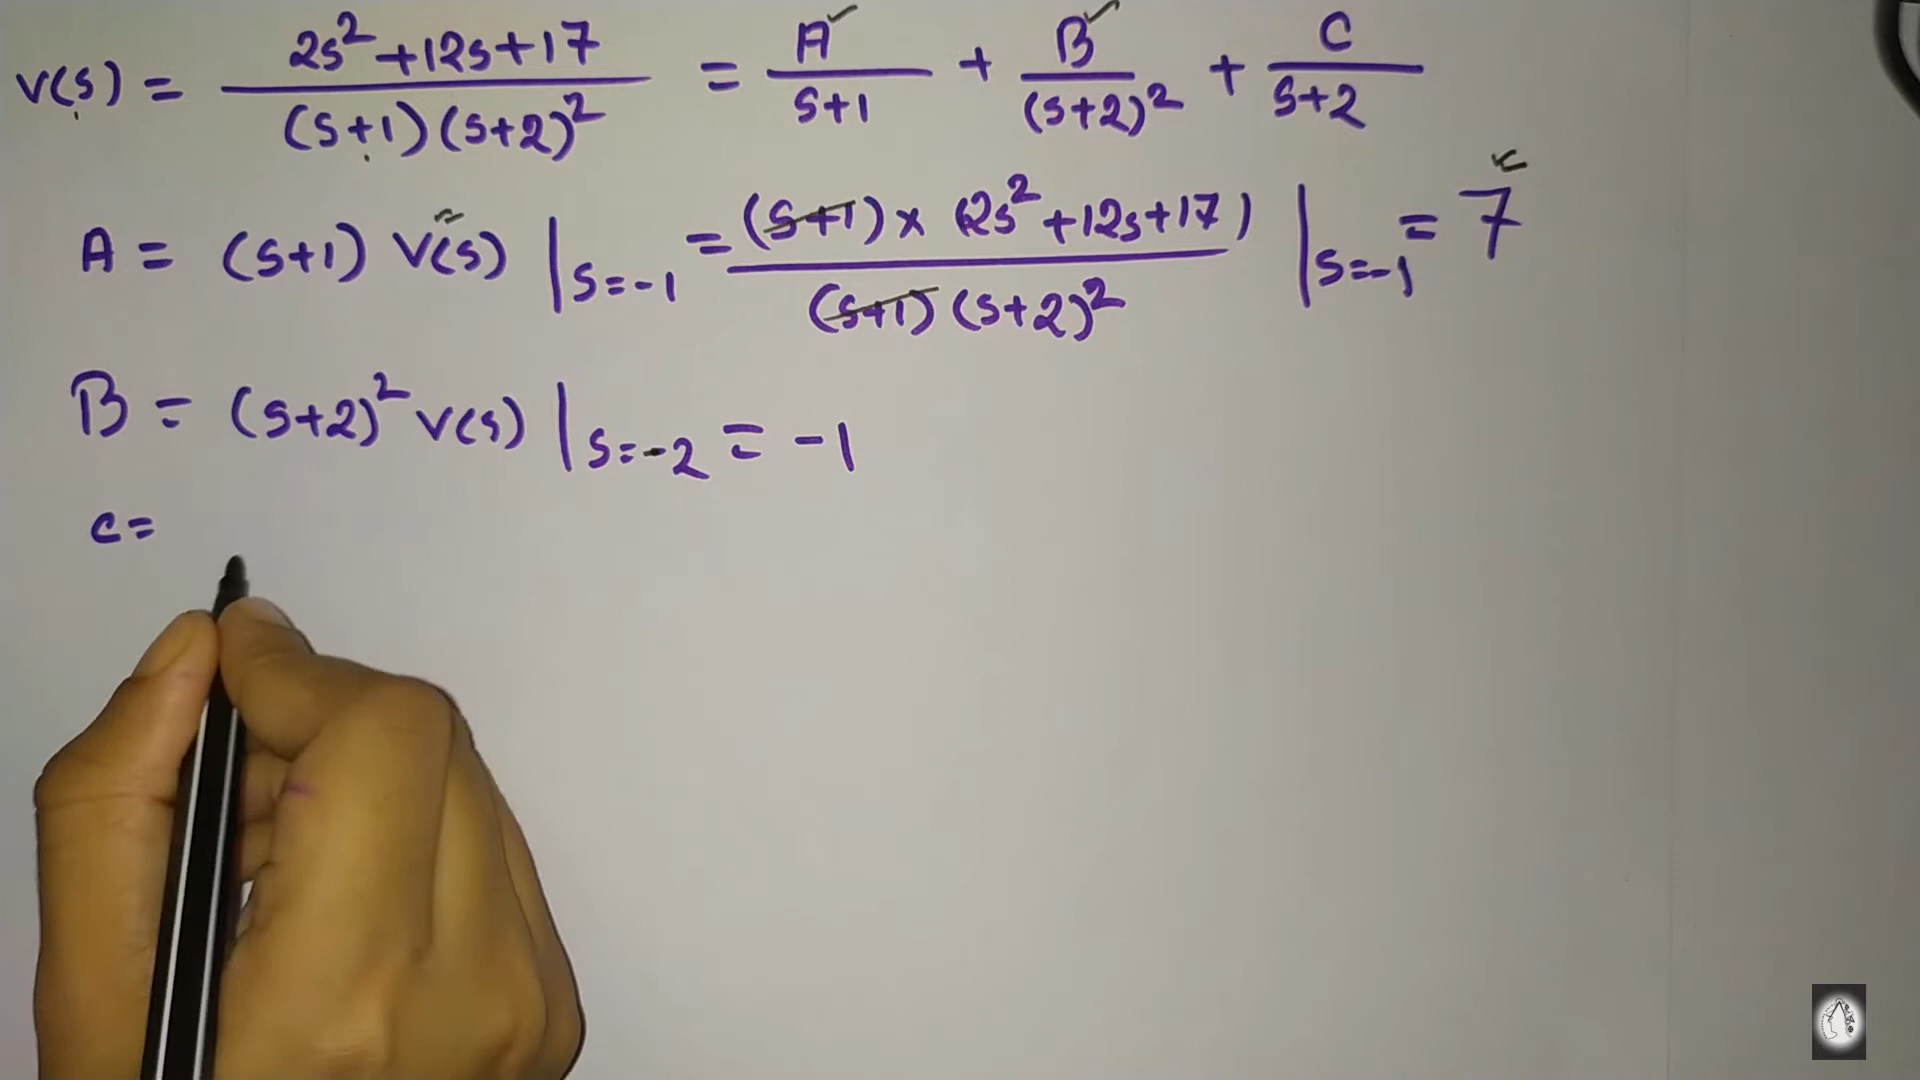 V(s) = (2s²+12s+17) / ((s+1)(s+2)²) = A/(s+1) + B/(s+2)² + C/(s+2)
A = (s+1) V(s) |s=-1 = ((s+1) × (2s²+12s+17)) / ((s+1)(s+2)²) |s=-1 = 7
B = (s+2)² V(s) |s=-2 = -1
C=